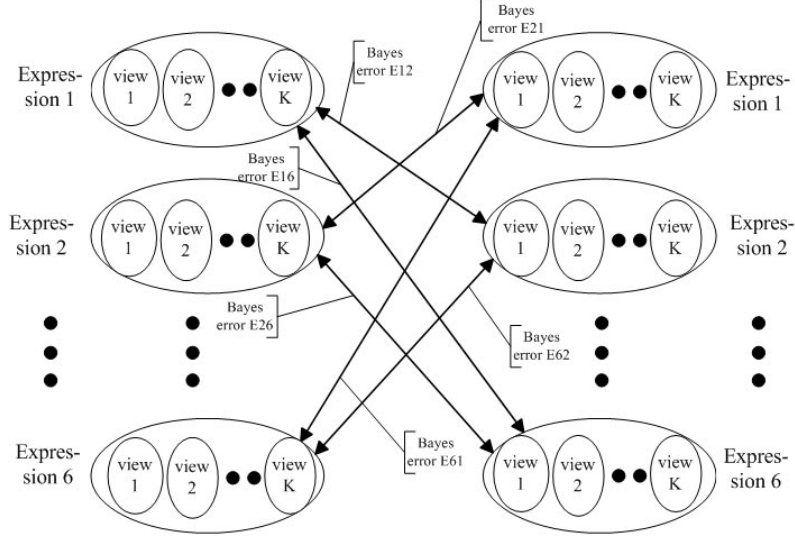 Bayes
error E21
Bayes
error E12
Expres-
sion 1
view
1
view
2
view
K
view
1
view
2
view
K
Expres-
sion 1
Bayes
error E16
Expres-
sion 2
view
1
view
2
view
K
view
1
view
2
view
K
Expres-
sion 2
Bayes
error E26
Bayes
error E62
Expres-
sion 6
view
1
view
2
view
K
Bayes
error E61
view
1
view
2
view
K
Expres-
sion 6